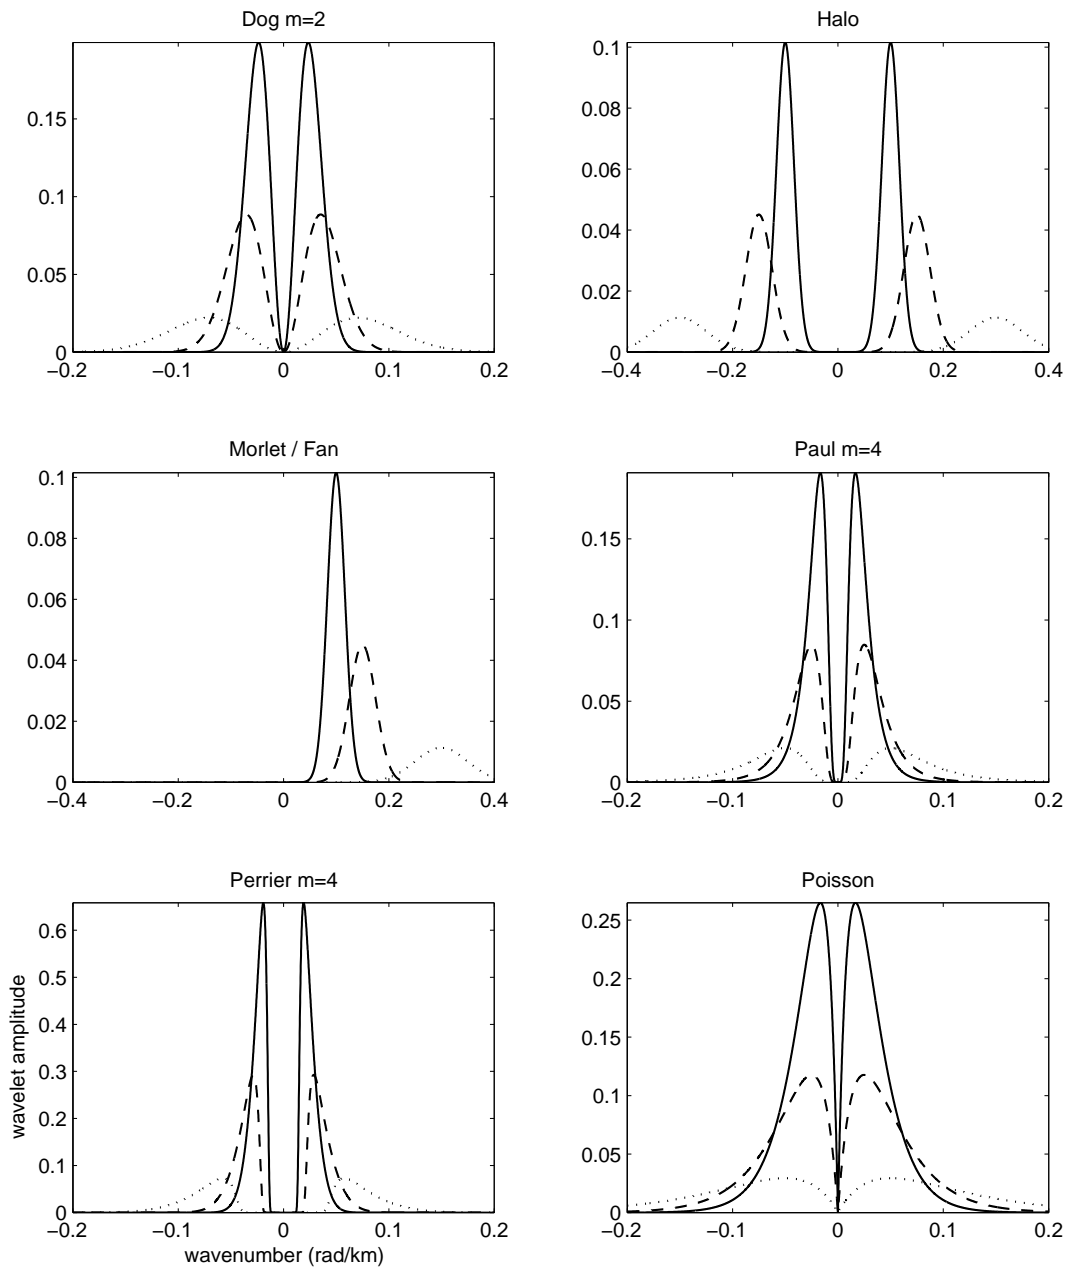 Dog m=2
0.15
0.1
0.05
0
−0.2 −0.1 0 0.1 0.2
Halo
0.1
0.08
0.06
0.04
0.02
0
−0.4 −0.2 0 0.2 0.4
Morlet / Fan
0.1
0.08
0.06
0.04
0.02
0
−0.4 −0.2 0 0.2 0.4
Paul m=4
0.15
0.1
0.05
0
−0.2 −0.1 0 0.1 0.2
Perrier m=4
wavelet amplitude
0.6
0.5
0.4
0.3
0.2
0.1
0
−0.2 −0.1 0 0.1 0.2
wavenumber (rad/km)
Poisson
0.25
0.2
0.15
0.1
0.05
0
−0.2 −0.1 0 0.1 0.2